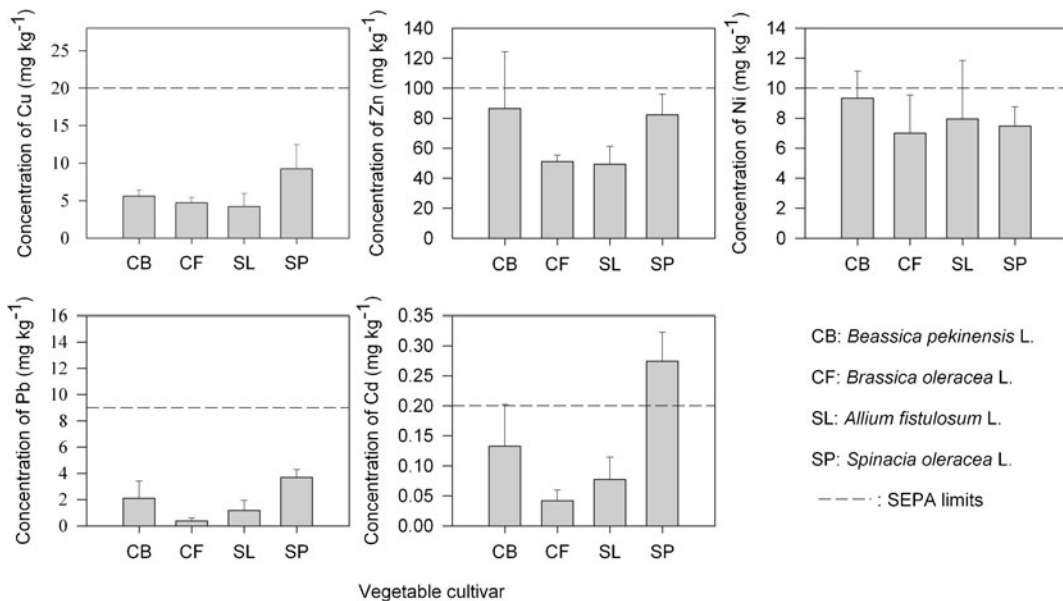 Concentration of Cu (mg kg⁻¹)
25
20
15
10
5
0
CB CF SL SP
Concentration of Zn (mg kg⁻¹)
140
120
100
80
60
40
20
0
CB CF SL SP
Concentration of Ni (mg kg⁻¹)
14
12
10
8
6
4
2
0
CB CF SL SP
Concentration of Pb (mg kg⁻¹)
16
14
12
10
8
6
4
2
0
CB CF SL SP
Concentration of Cd (mg kg⁻¹)
0.35
0.30
0.25
0.20
0.15
0.10
0.05
0.00
CB CF SL SP
CB: Beassica pekinensis L.
CF: Brassica oleracea L.
SL: Allium fistulosum L.
SP: Spinacia oleracea L.
: SEPA limits
Vegetable cultivar